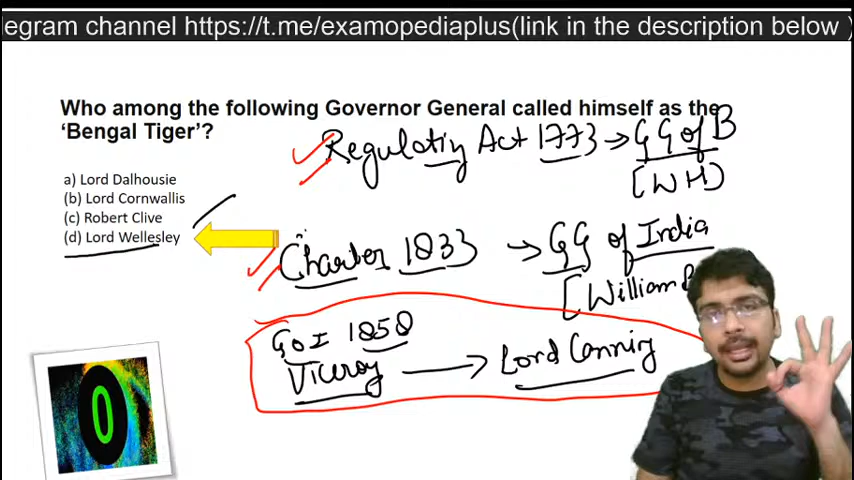 legram channel https://t.me/examopediaplus(link in the description below )
Who among the following Governor General called himself as the
‘Bengal Tiger’?
Regulating Act 1773 → GG of B
[WH)
a) Lord Dalhousie
(b) Lord Cornwallis
(c) Robert Clive
(d) Lord Wellesley
Charter 1833 → GG of India
[William B
GoI 1858
Viceroy → Lord Canning
0